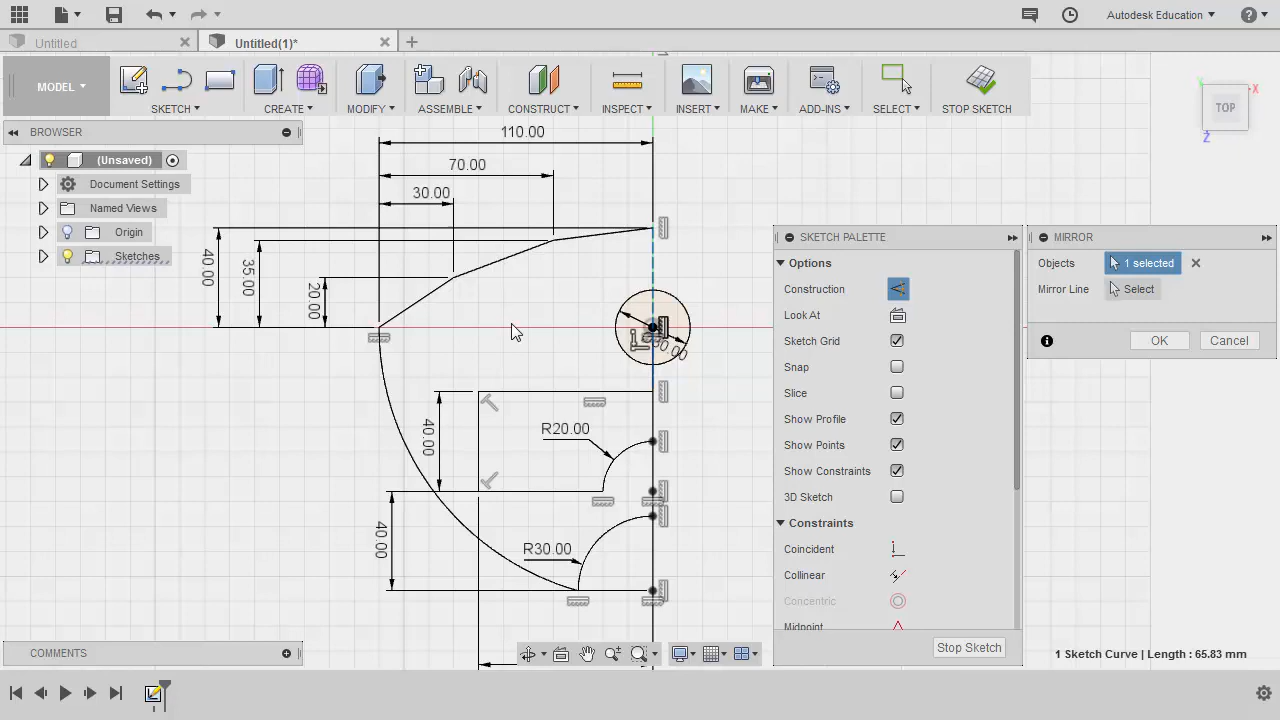 Autodesk Education
Untitled
Untitled(1)*
MODEL
SKETCH
CREATE
MODIFY
ASSEMBLE
CONSTRUCT
INSPECT
INSERT
MAKE
ADD-INS
SELECT
STOP SKETCH
TOP
X
Z
BROWSER
(Unsaved)
Document Settings
Named Views
Origin
Sketches
110.00
70.00
30.00
40.00
35.00
20.00
R20.00
40.00
40.00
R30.00
SKETCH PALETTE
Options
Construction
Look At
Sketch Grid
Snap
Slice
Show Profile
Show Points
Show Constraints
3D Sketch
Constraints
Coincident
Collinear
Concentric
Midpoint
Stop Sketch
MIRROR
Objects
1 selected
Mirror Line
Select
OK
Cancel
COMMENTS
1 Sketch Curve | Length : 65.83 mm